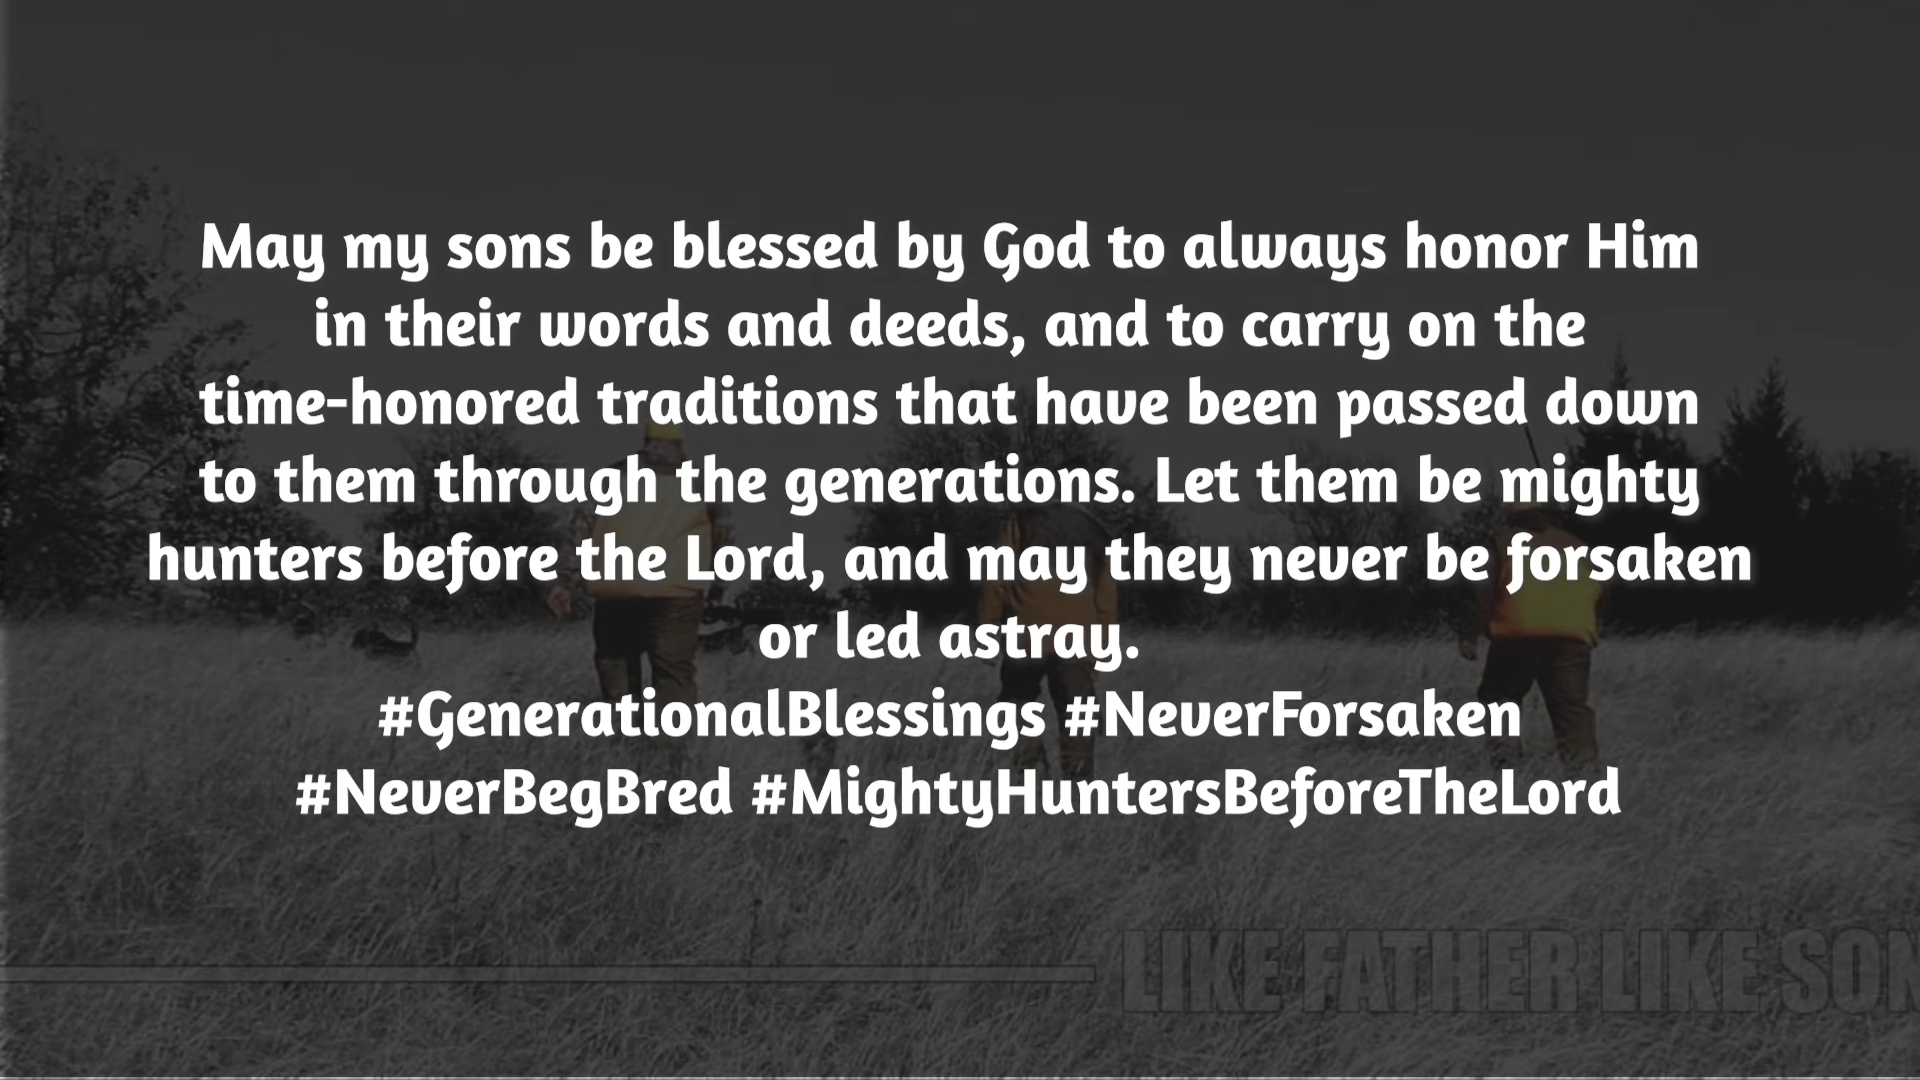 May my sons be blessed by God to always honor Him
in their words and deeds, and to carry on the
time-honored traditions that have been passed down
to them through the generations. Let them be mighty
hunters before the Lord, and may they never be forsaken
or led astray.
#GenerationalBlessings #NeverForsaken
#NeverBegBred #MightyHuntersBeforeTheLord
LIKE FATHER LIKE SON